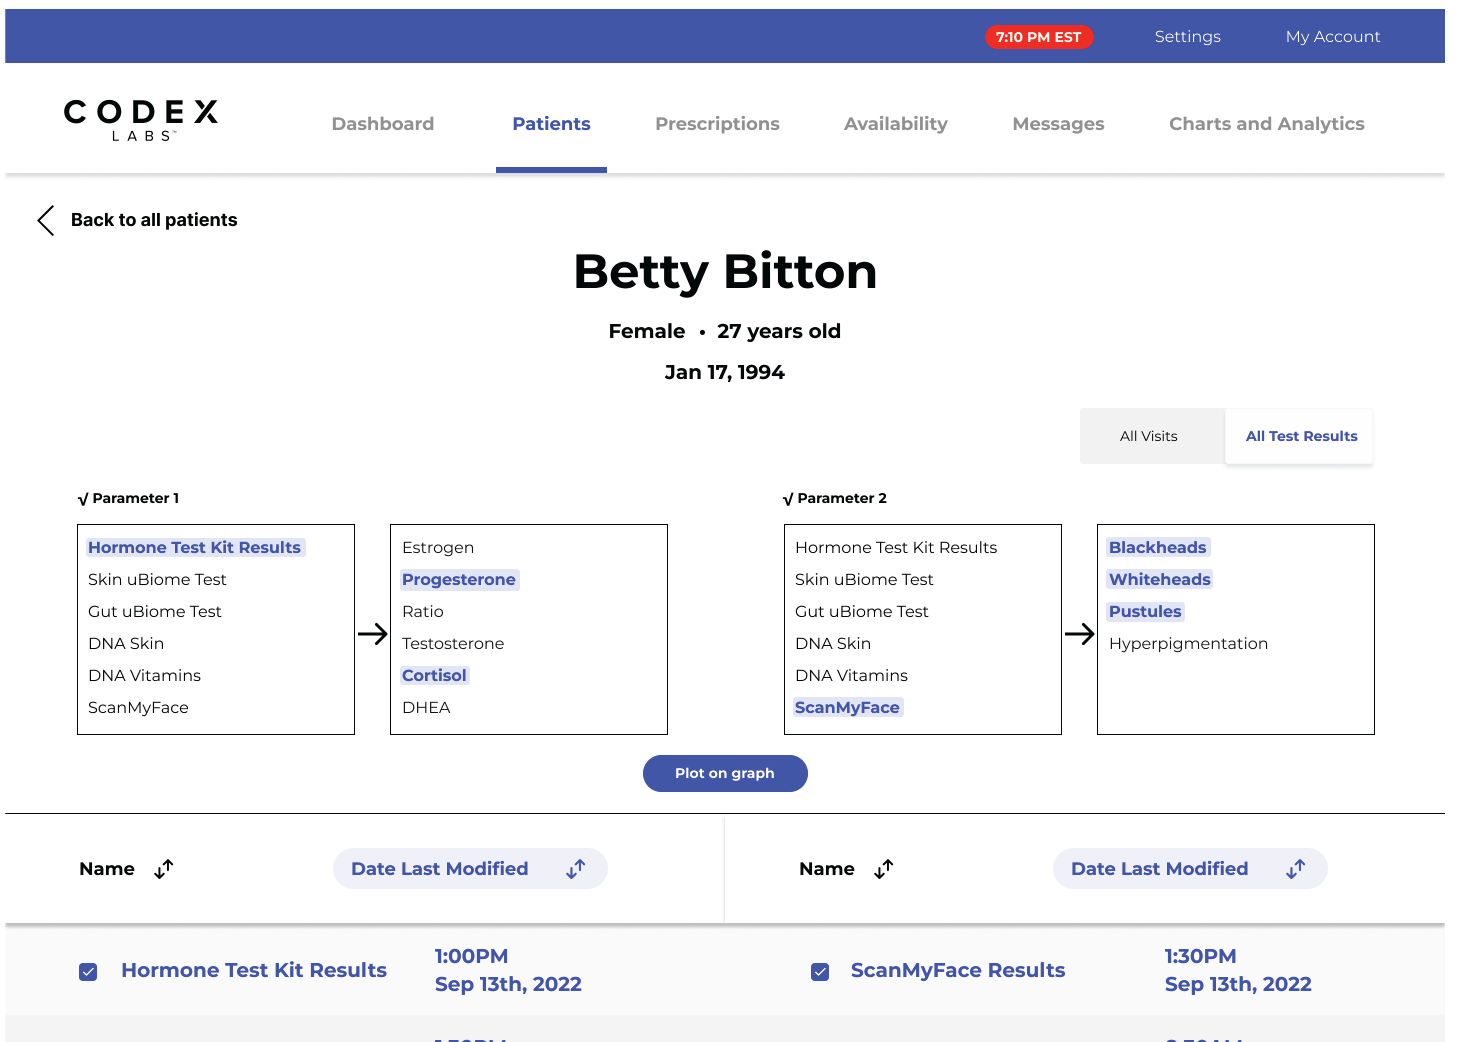 7:10 PM EST Settings My Account
CODEX
LABS™
Dashboard Patients Prescriptions Availability Messages Charts and Analytics
Back to all patients
Betty Bitton
Female • 27 years old
Jan 17, 1994
All Visits All Test Results
√ Parameter 1
Hormone Test Kit Results
Skin uBiome Test
Gut uBiome Test
DNA Skin
DNA Vitamins
ScanMyFace
Estrogen
Progesterone
Ratio
Testosterone
Cortisol
DHEA
√ Parameter 2
Hormone Test Kit Results
Skin uBiome Test
Gut uBiome Test
DNA Skin
DNA Vitamins
ScanMyFace
Blackheads
Whiteheads
Pustules
Hyperpigmentation
Plot on graph
Name Date Last Modified Name Date Last Modified
Hormone Test Kit Results
1:00PM
Sep 13th, 2022
ScanMyFace Results
1:30PM
Sep 13th, 2022